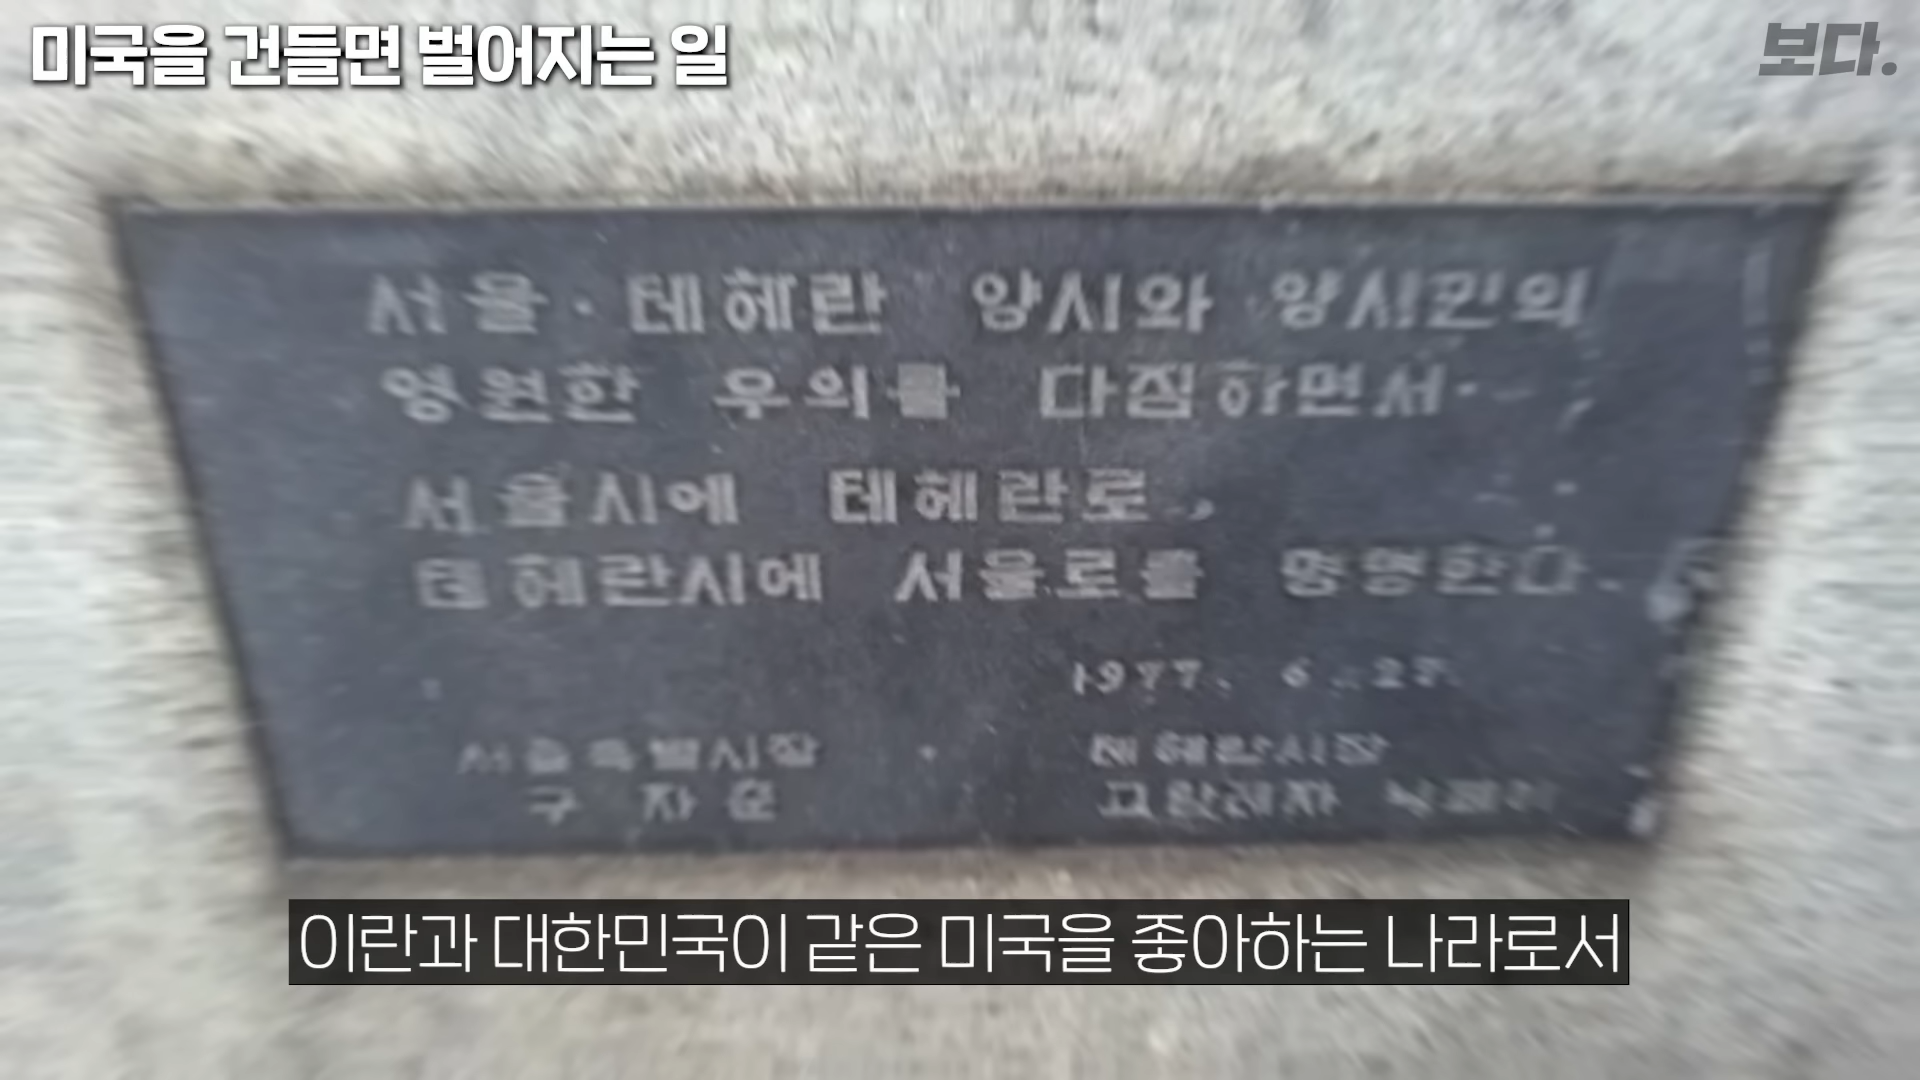 미국을 건들면 벌어지는 일
보다.
서울·테헤란 양시와 양시민의
영원한 우의를 다짐하면서
서울시에 테헤란로,
테헤란시에 서울로를 명명한다.
1977. 6. 27.
서울특별시장 테헤란시장
구자춘 고람레자
이란과 대한민국이 같은 미국을 좋아하는 나라로서